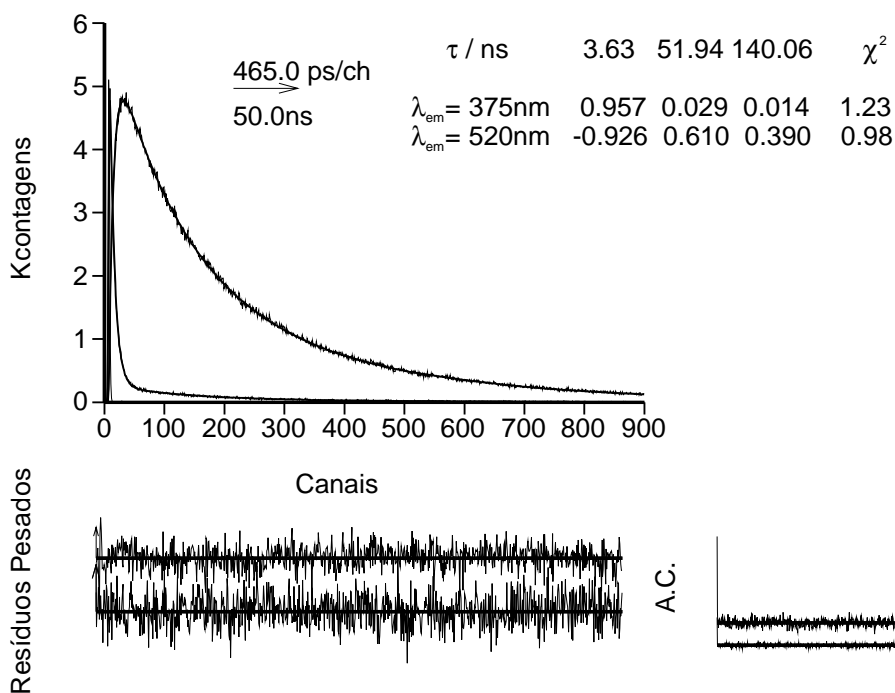 6
5
4
3
2
1
0
Kcontagens
465.0 ps/ch
50.0ns
τ / ns 3.63 51.94 140.06 χ²
λem= 375nm 0.957 0.029 0.014 1.23
λem= 520nm -0.926 0.610 0.390 0.98
0 100 200 300 400 500 600 700 800 900
Canais
Resíduos Pesados
A.C.